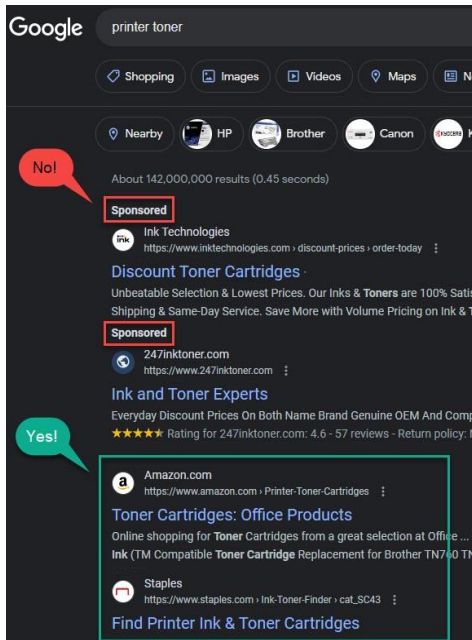 Google
printer toner
Shopping Images Videos Maps
Nearby HP Brother Canon
No!
About 142,000,000 results (0.45 seconds)
Sponsored
ink
Ink Technologies
https://www.inktechnologies.com › discount-prices › order-today
Discount Toner Cartridges ·
Unbeatable Selection & Lowest Prices. Our Inks & Toners are 100%
Shipping & Same-Day Service. Save More with Volume Pricing on Ink &
Sponsored
247inktoner.com
https://www.247inktoner.com
Ink and Toner Experts
Everyday Discount Prices On Both Name Brand Genuine OEM And
Rating for 247inktoner.com: 4.6 - 57 reviews - Return policy:
Yes!
a
Amazon.com
https://www.amazon.com › Printer-Toner-Cartridges
Toner Cartridges: Office Products
Online shopping for Toner Cartridges from a great selection at Office ...
Ink (TM Compatible Toner Cartridge Replacement for Brother TN760
Staples
https://www.staples.com › Ink-Toner-Finder › cat_SC43
Find Printer Ink & Toner Cartridges